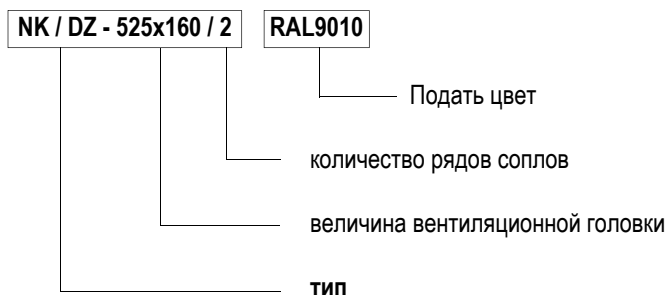 NK / DZ - 525x160 / 2 RAL9010
Подать цвет
количество рядов соплов
величина вентиляционной головки
тип